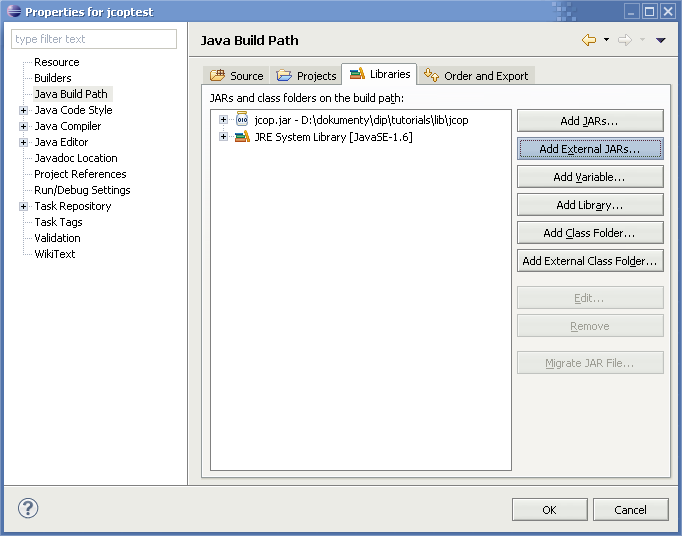 Properties for jcoptest
type filter text
Resource
Builders
Java Build Path
Java Code Style
Java Compiler
Java Editor
Javadoc Location
Project References
Run/Debug Settings
Task Repository
Task Tags
Validation
WikiText
Java Build Path
Source Projects Libraries Order and Export
JARs and class folders on the build path:
jcop.jar - D:\dokumenty\dip\tutorials\lib\jcop
JRE System Library [JavaSE-1.6]
Add JARs...
Add External JARs...
Add Variable...
Add Library...
Add Class Folder...
Add External Class Folder...
Edit...
Remove
Migrate JAR File...
?
OK Cancel